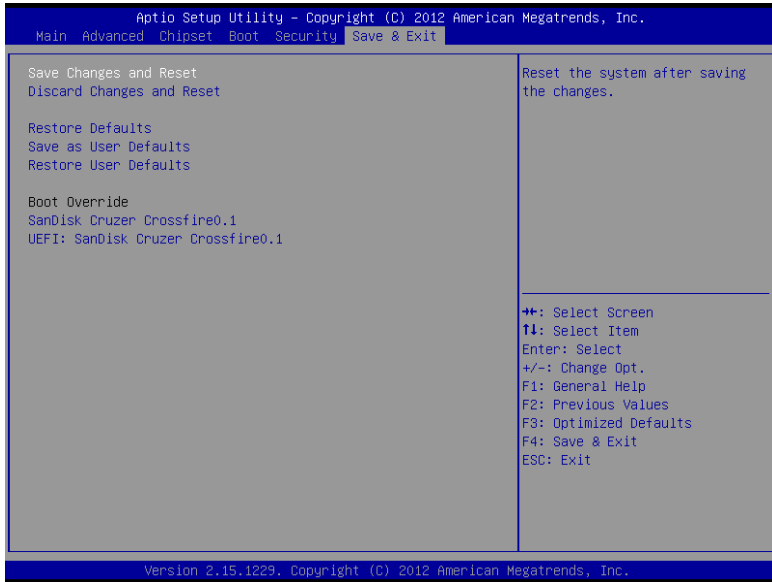 Aptio Setup Utility – Copyright (C) 2012 American Megatrends, Inc.
Main Advanced Chipset Boot Security Save & Exit
Save Changes and Reset
Discard Changes and Reset
Restore Defaults
Save as User Defaults
Restore User Defaults
Boot Override
SanDisk Cruzer Crossfire0.1
UEFI: SanDisk Cruzer Crossfire0.1
Reset the system after saving
the changes.
→←: Select Screen
↑↓: Select Item
Enter: Select
+/-: Change Opt.
F1: General Help
F2: Previous Values
F3: Optimized Defaults
F4: Save & Exit
ESC: Exit
Version 2.15.1229. Copyright (C) 2012 American Megatrends, Inc.